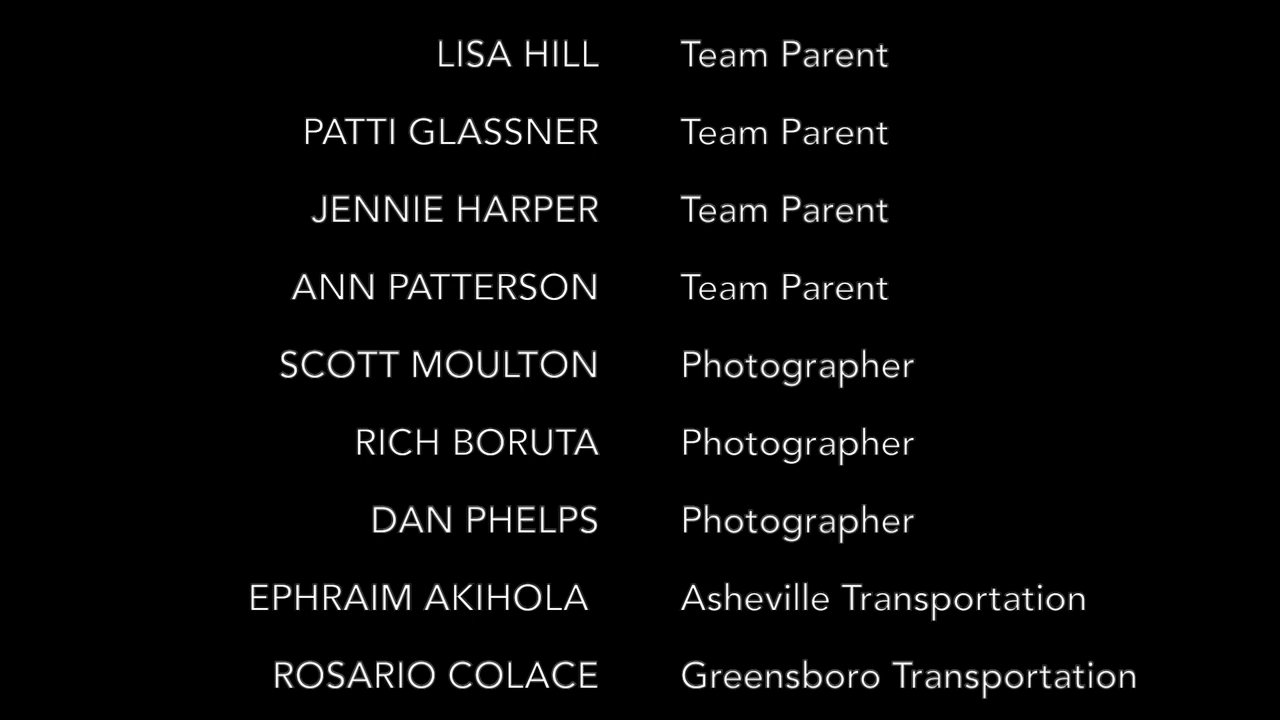 LISA HILL Team Parent
PATTI GLASSNER Team Parent
JENNIE HARPER Team Parent
ANN PATTERSON Team Parent
SCOTT MOULTON Photographer
RICH BORUTA Photographer
DAN PHELPS Photographer
EPHRAIM AKIHOLA Asheville Transportation
ROSARIO COLACE Greensboro Transportation